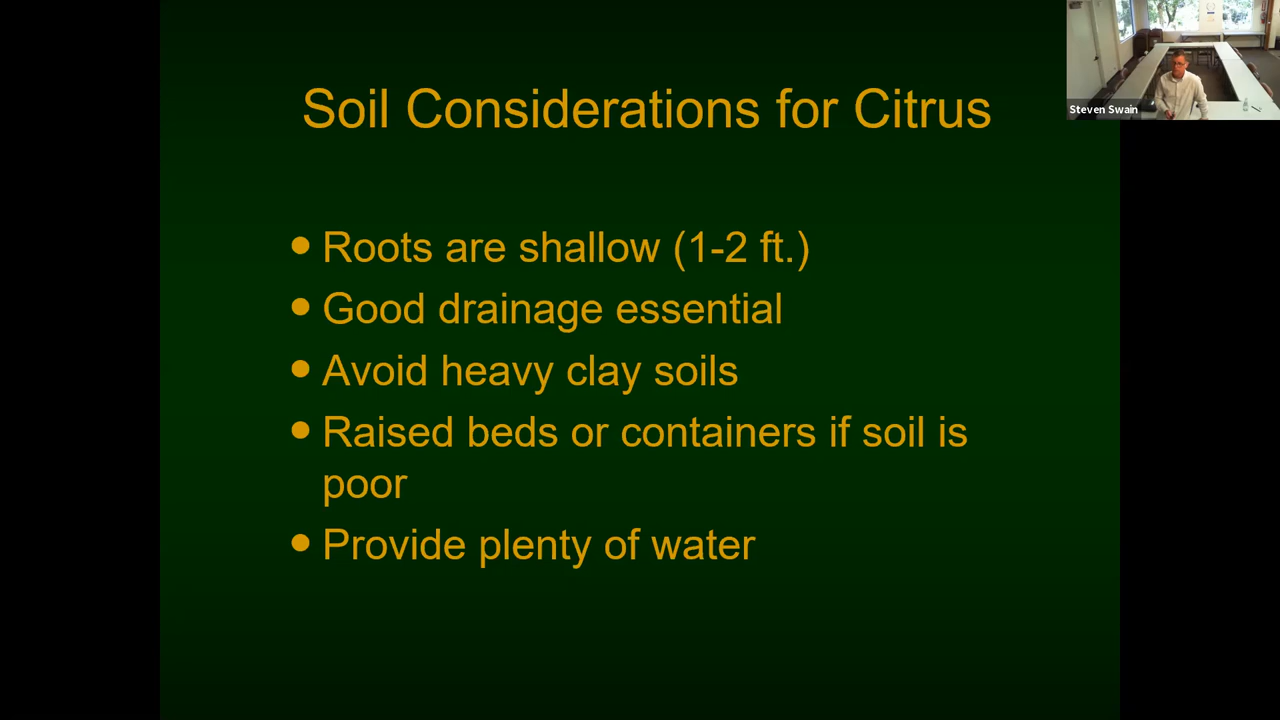 Soil Considerations for Citrus
Steven Swain
• Roots are shallow (1-2 ft.)
• Good drainage essential
• Avoid heavy clay soils
• Raised beds or containers if soil is
poor
• Provide plenty of water